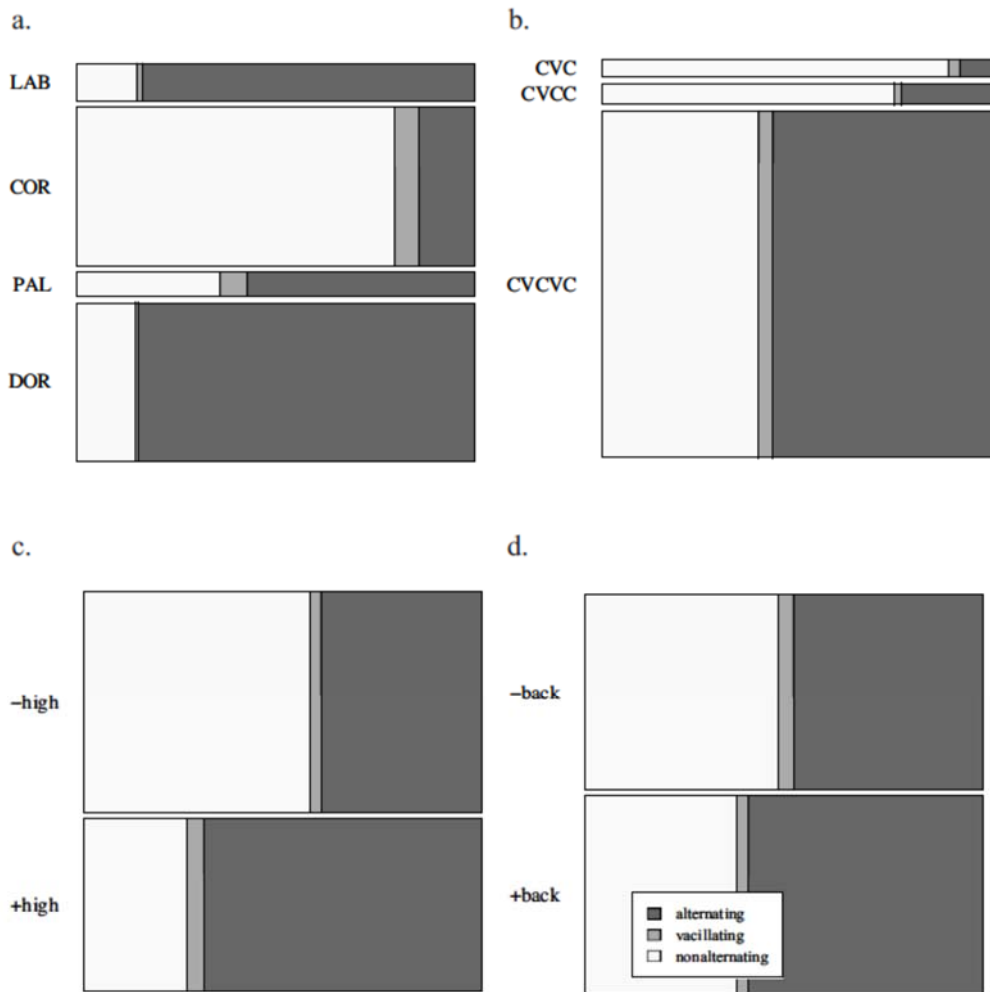 a.
LAB
COR
PAL
DOR
b.
CVC
CVCC
CVCVC
c.
−high
+high
d.
−back
+back
alternating
vacillating
nonalternating